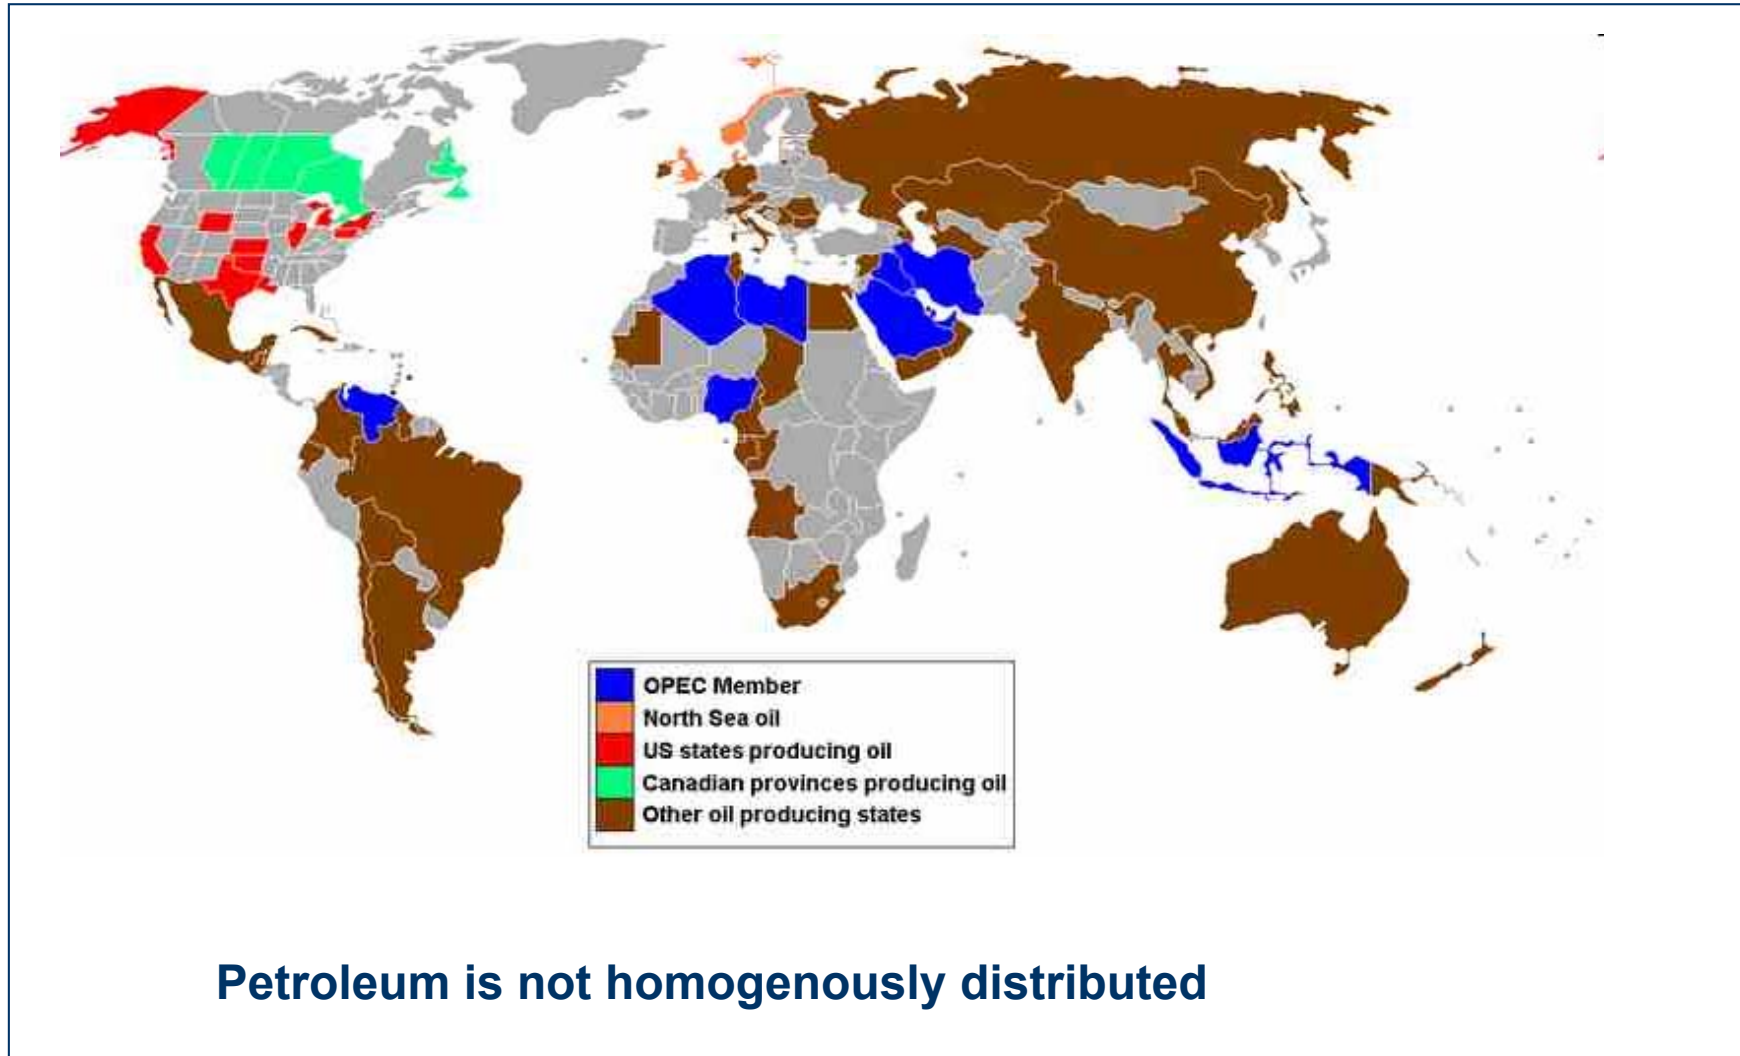 OPEC Member
North Sea oil
US states producing oil
Canadian provinces producing oil
Other oil producing states
Petroleum is not homogenously distributed